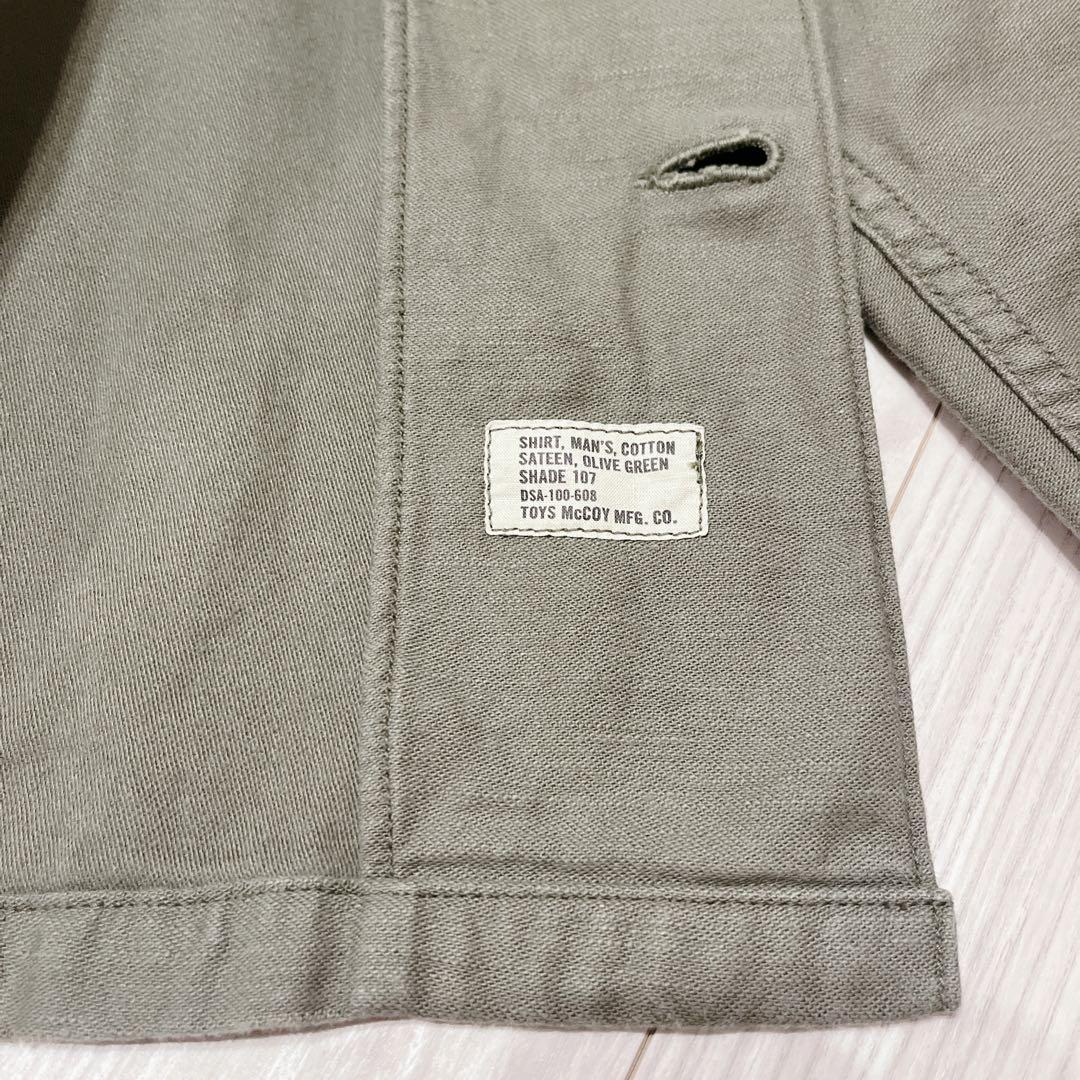 SHIRT, MAN'S, COTTON
SATEEN, OLIVE GREEN
SHADE 107
DSA-100-608
TOYS McCOY MFG. CO.